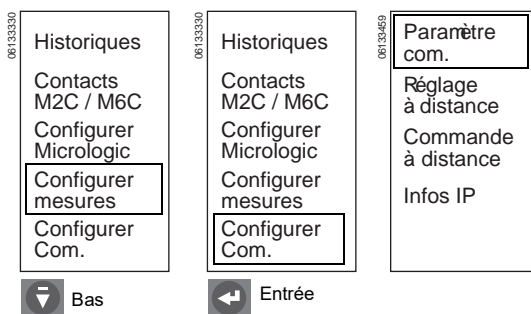 06133330
Historiques
Contacts
M2C / M6C
Configurer
Micrologic
Configurer
mesures
Configurer
Com.
Bas
06133330
Historiques
Contacts
M2C / M6C
Configurer
Micrologic
Configurer
mesures
Configurer
Com.
Entrée
06133459
Paramètre
com.
Réglage
à distance
Commande
à distance
Infos IP